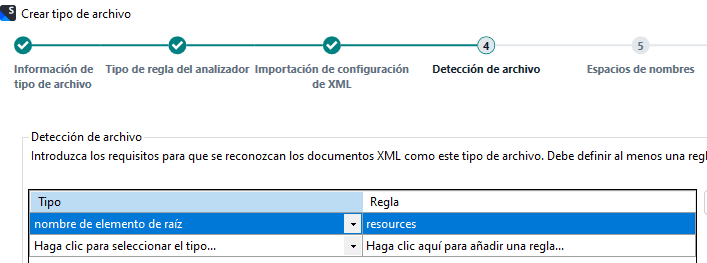 Crear tipo de archivo
4
5
Información de tipo de archivo
Tipo de regla del analizador
Importación de configuración de XML
Detección de archivo
Espacios de nombres
Detección de archivo
Introduzca los requisitos para que se reconozcan los documentos XML como este tipo de archivo. Debe definir al menos una regl
Tipo
Regla
nombre de elemento de raíz
resources
Haga clic para seleccionar el tipo...
Haga clic aquí para añadir una regla...